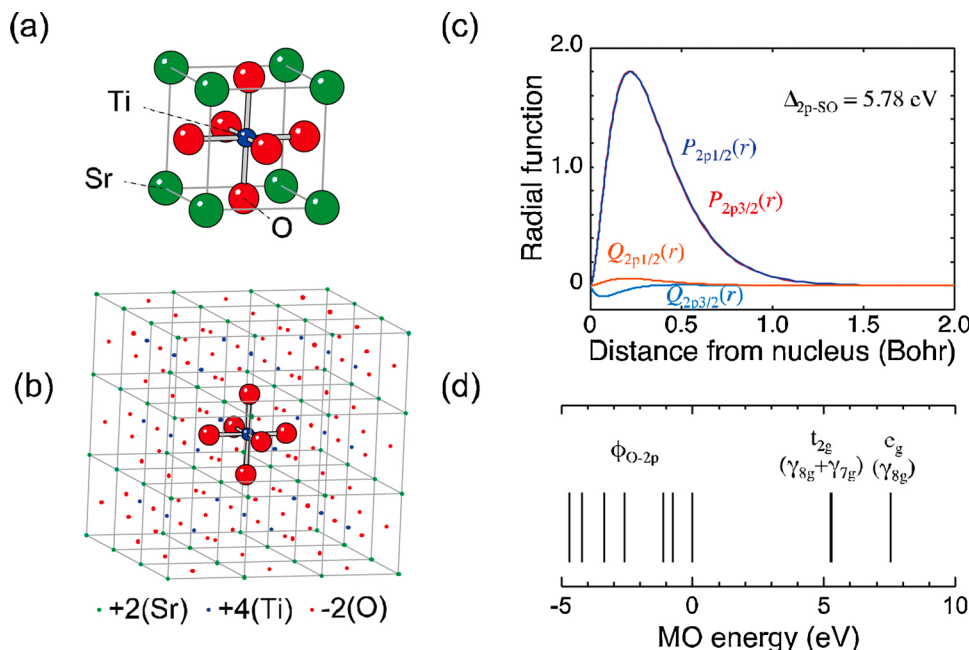 (a)
Ti
Sr
O
(b)
+2(Sr) +4(Ti) -2(O)
(c)
2.0
1.0
0
Radial function
Δ2p-SO = 5.78 eV
P2p1/2(r)
P2p3/2(r)
Q2p1/2(r)
Q2p3/2(r)
0 0.5 1.0 1.5 2.0
Distance from nucleus (Bohr)
(d)
ϕO-2p
t2g
(γ8g+γ7g)
eg
(γ8g)
-5 0 5 10
MO energy (eV)